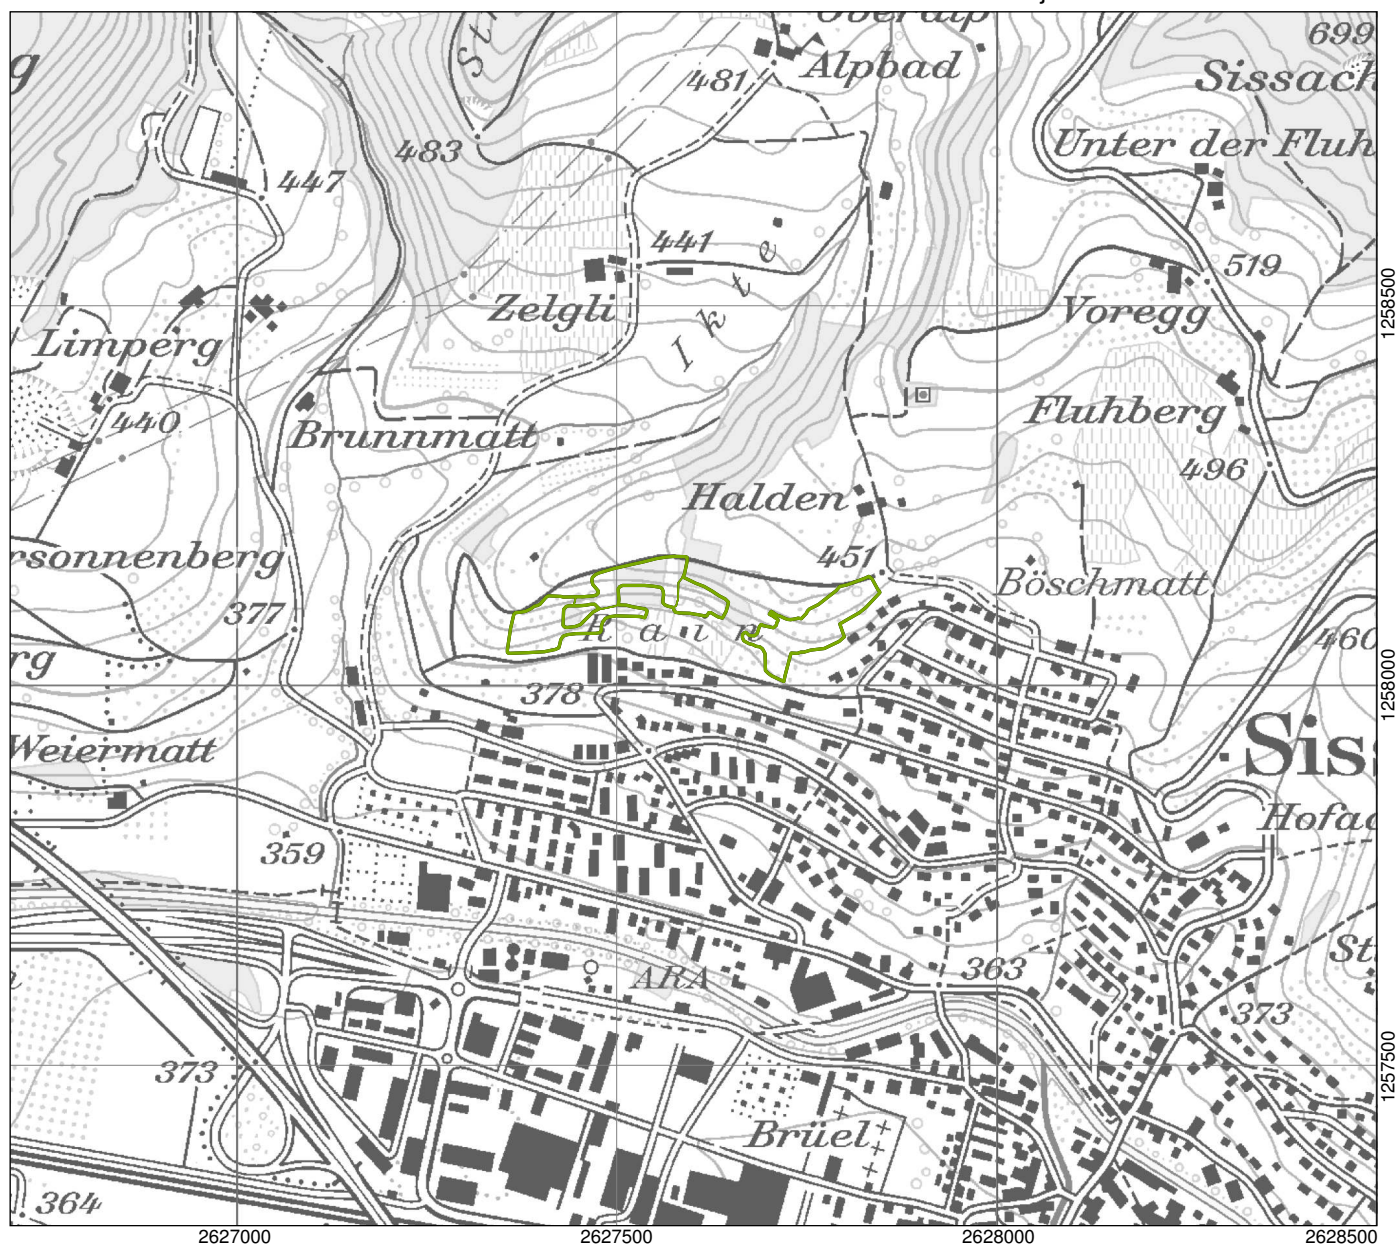 Alpbad
699
481
Sissach
483
Unter der Fluh
447
441
519
Ikte
Zelgli
Voregg
1258500
Limperg
440
Brunnmatt
Fluhberg
496
Halden
451
rsonnenberg
Böschmatt
377
Rain
460
rg
378
1258000
Weiermatt
Sis
Hofac
359
ARA
363
373
373
1257500
Brüel
364
2627000
2627500
2628000
2628500